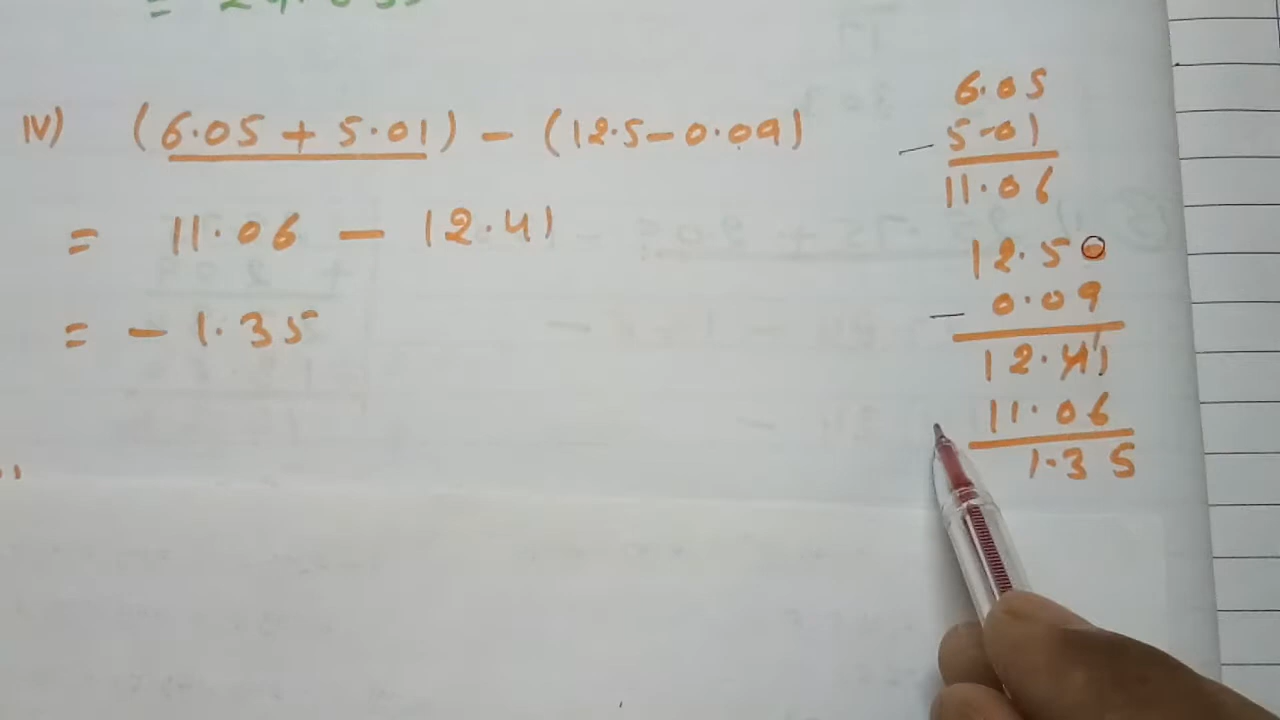 IV) (6.05 + 5.01) - (12.5-0.09)
= 11.06 - 12.41
= - 1.35
6.05
- 5.01
11.06
12.50
- 0.09
12.41
11.06
1.35